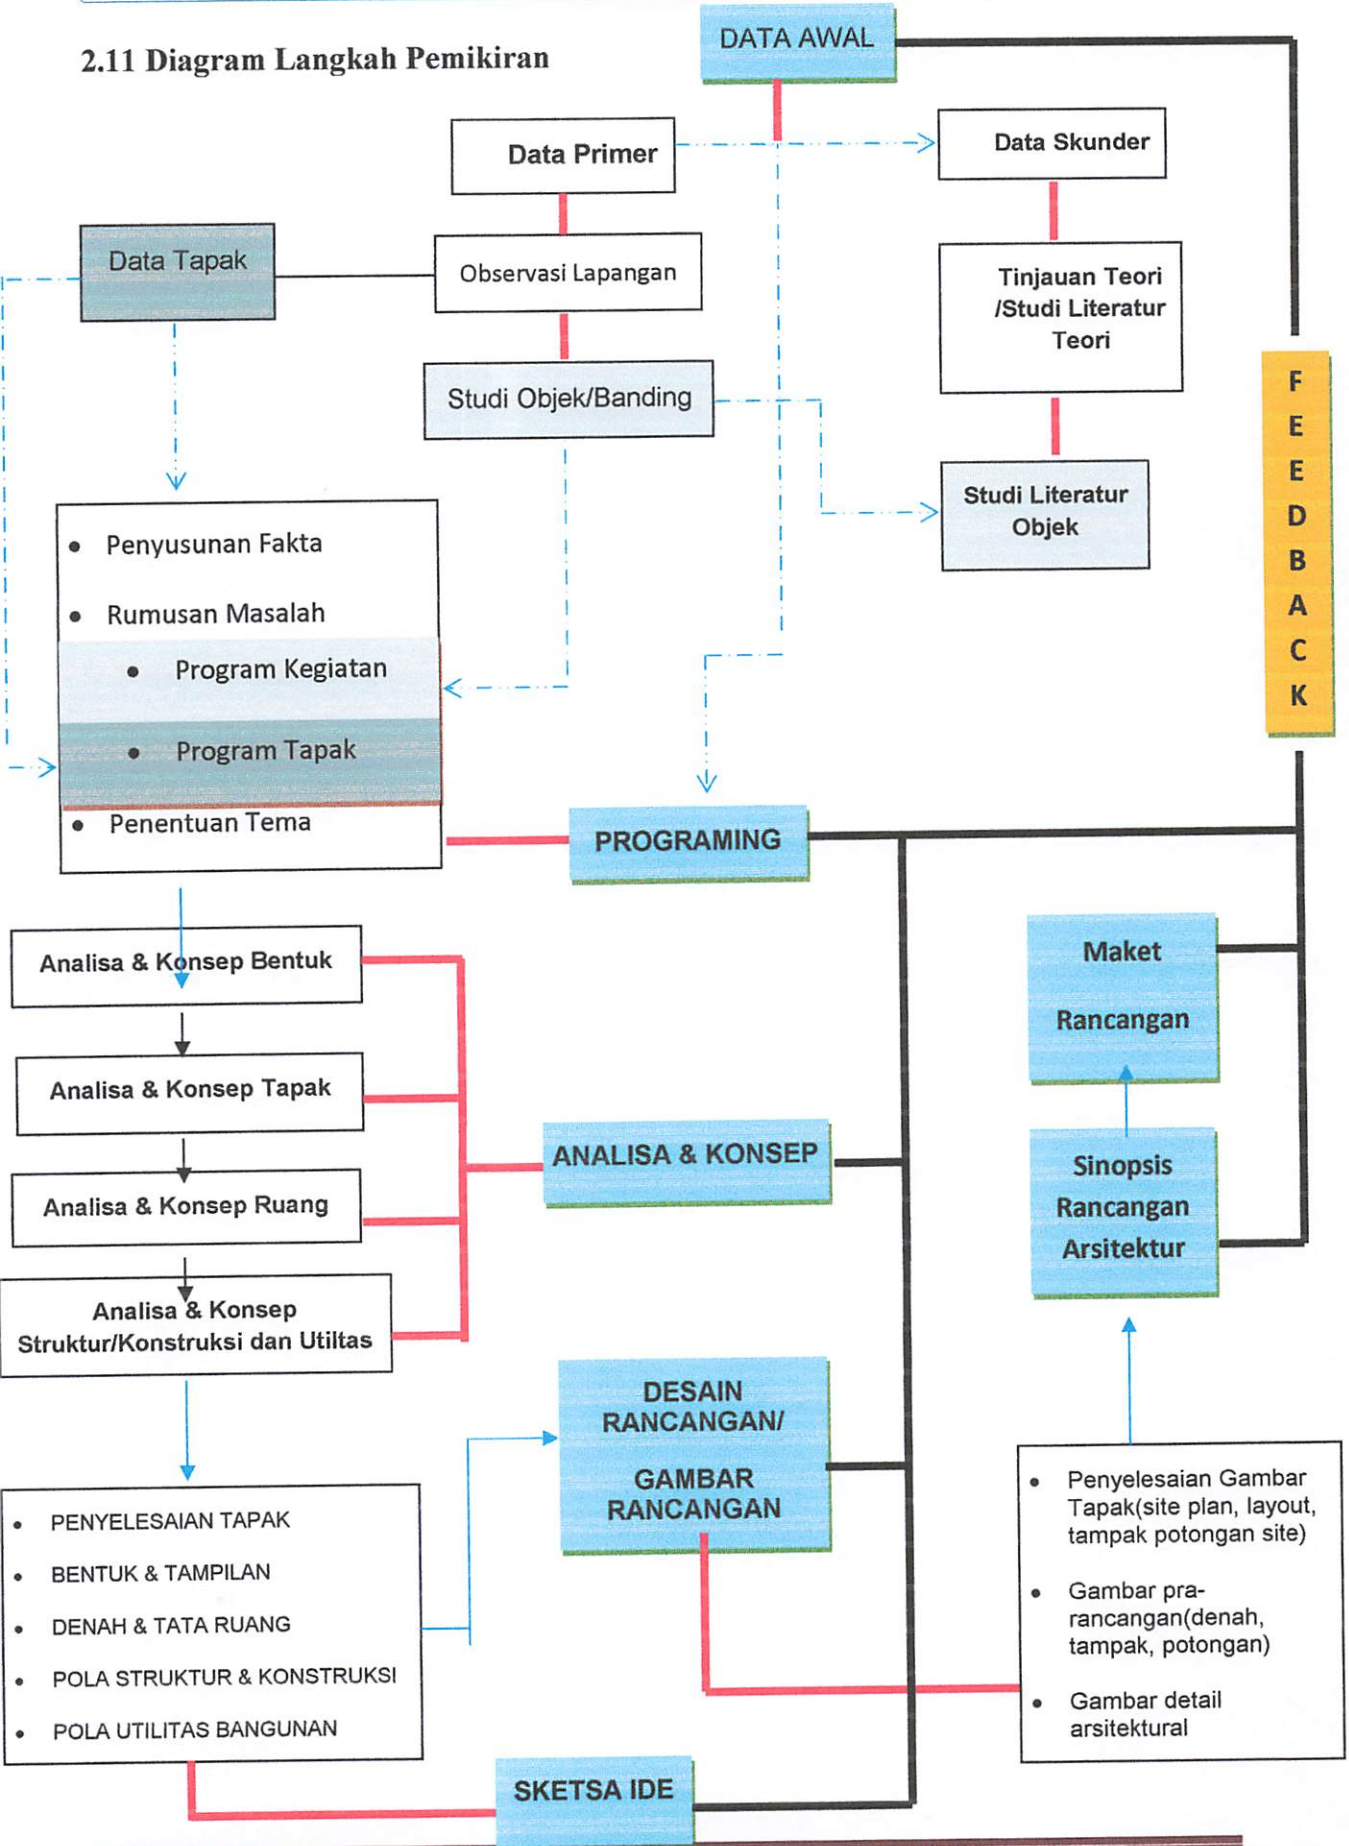 DATA AWAL
2.11 Diagram Langkah Pemikiran
Data Primer
Data Skunder
Data Tapak
Observasi Lapangan
Tinjauan Teori
/Studi Literatur
Teori
Studi Objek/Banding
F
E
E
D
B
A
C
K
Studi Literatur
Objek
• Penyusunan Fakta
• Rumusan Masalah
• Program Kegiatan
• Program Tapak
• Penentuan Tema
PROGRAMING
Analisa & Konsep Bentuk
Maket
Rancangan
Analisa & Konsep Tapak
ANALISA & KONSEP
Sinopsis
Rancangan
Arsitektur
Analisa & Konsep Ruang
Analisa & Konsep
Struktur/Konstruksi dan Utiltas
DESAIN
RANCANGAN/
GAMBAR
RANCANGAN
• Penyelesaian Gambar
Tapak(site plan, layout,
tampak potongan site)
• Gambar pra-
rancangan(denah,
tampak, potongan)
• Gambar detail
arsitektural
• PENYELESAIAN TAPAK
• BENTUK & TAMPILAN
• DENAH & TATA RUANG
• POLA STRUKTUR & KONSTRUKSI
• POLA UTILITAS BANGUNAN
SKETSA IDE